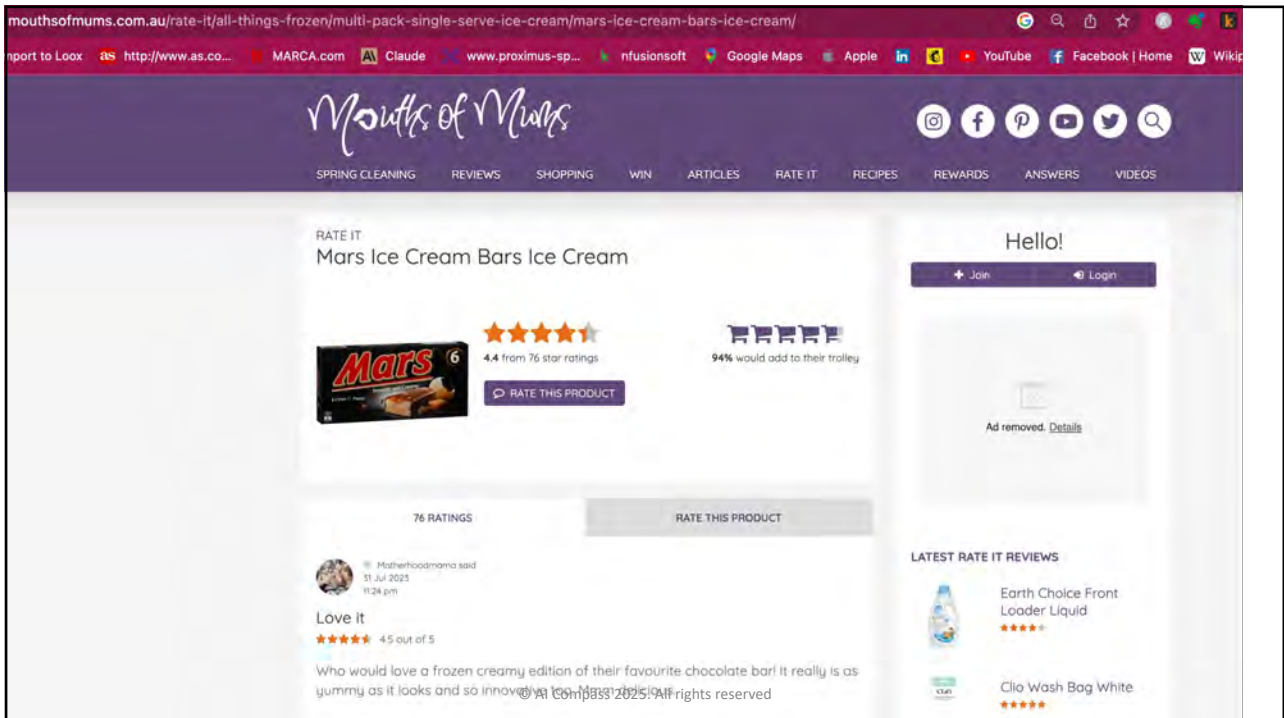 mouthsofmums.com.au/rate-it/all-things-frozen/multi-pack-single-serve-ice-cream/mars-ice-cream-bars-ice-cream/
nport to Loox as http://www.as.co... MARCA.com Claude www.proximus-sp... nfusionsoft Google Maps Apple YouTube Facebook | Home W Wikip
Mouths of Mums
SPRING CLEANING REVIEWS SHOPPING WIN ARTICLES RATE IT RECIPES REWARDS ANSWERS VIDEOS
RATE IT
Mars Ice Cream Bars Ice Cream
Mars 6
4.4 from 76 star ratings
RATE THIS PRODUCT
94% would add to their trolley
76 RATINGS RATE THIS PRODUCT
Motherhoodmama said
31 Jul 2023
11:24 pm
Love it
4.5 out of 5
Who would love a frozen creamy edition of their favourite chocolate bar! It really is as
yummy as it looks and so innovative too. Mmm delicious
© AI Compass 2025. All rights reserved
Hello!
Join Login
Ad removed. Details
LATEST RATE IT REVIEWS
Earth Choice Front
Loader Liquid
Clio Wash Bag White